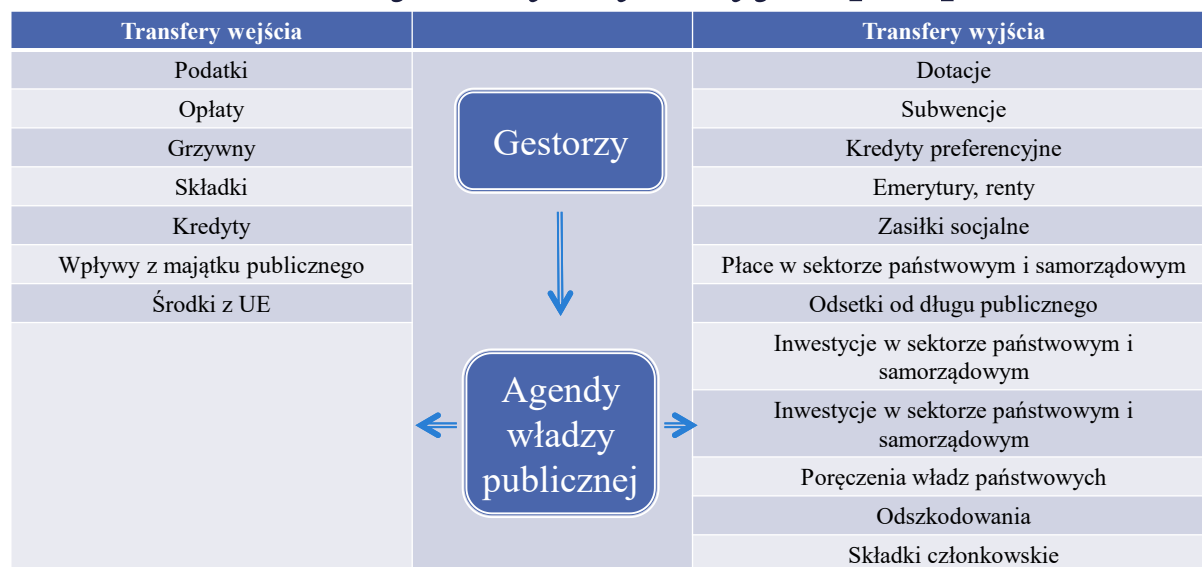 Transfery wejścia
Transfery wyjścia
Podatki
Dotacje
Opłaty
Subwencje
Grzywny
Kredyty preferencyjne
Składki
Emerytury, renty
Kredyty
Zasiłki socjalne
Wpływy z majątku publicznego
Płace w sektorze państwowym i samorządowym
Środki z UE
Odsetki od długu publicznego
Gestorzy
Agendy
władzy
publicznej
Inwestycje w sektorze państwowym i
samorządowym
Inwestycje w sektorze państwowym i
samorządowym
Poręczenia władz państwowych
Odszkodowania
Składki członkowskie